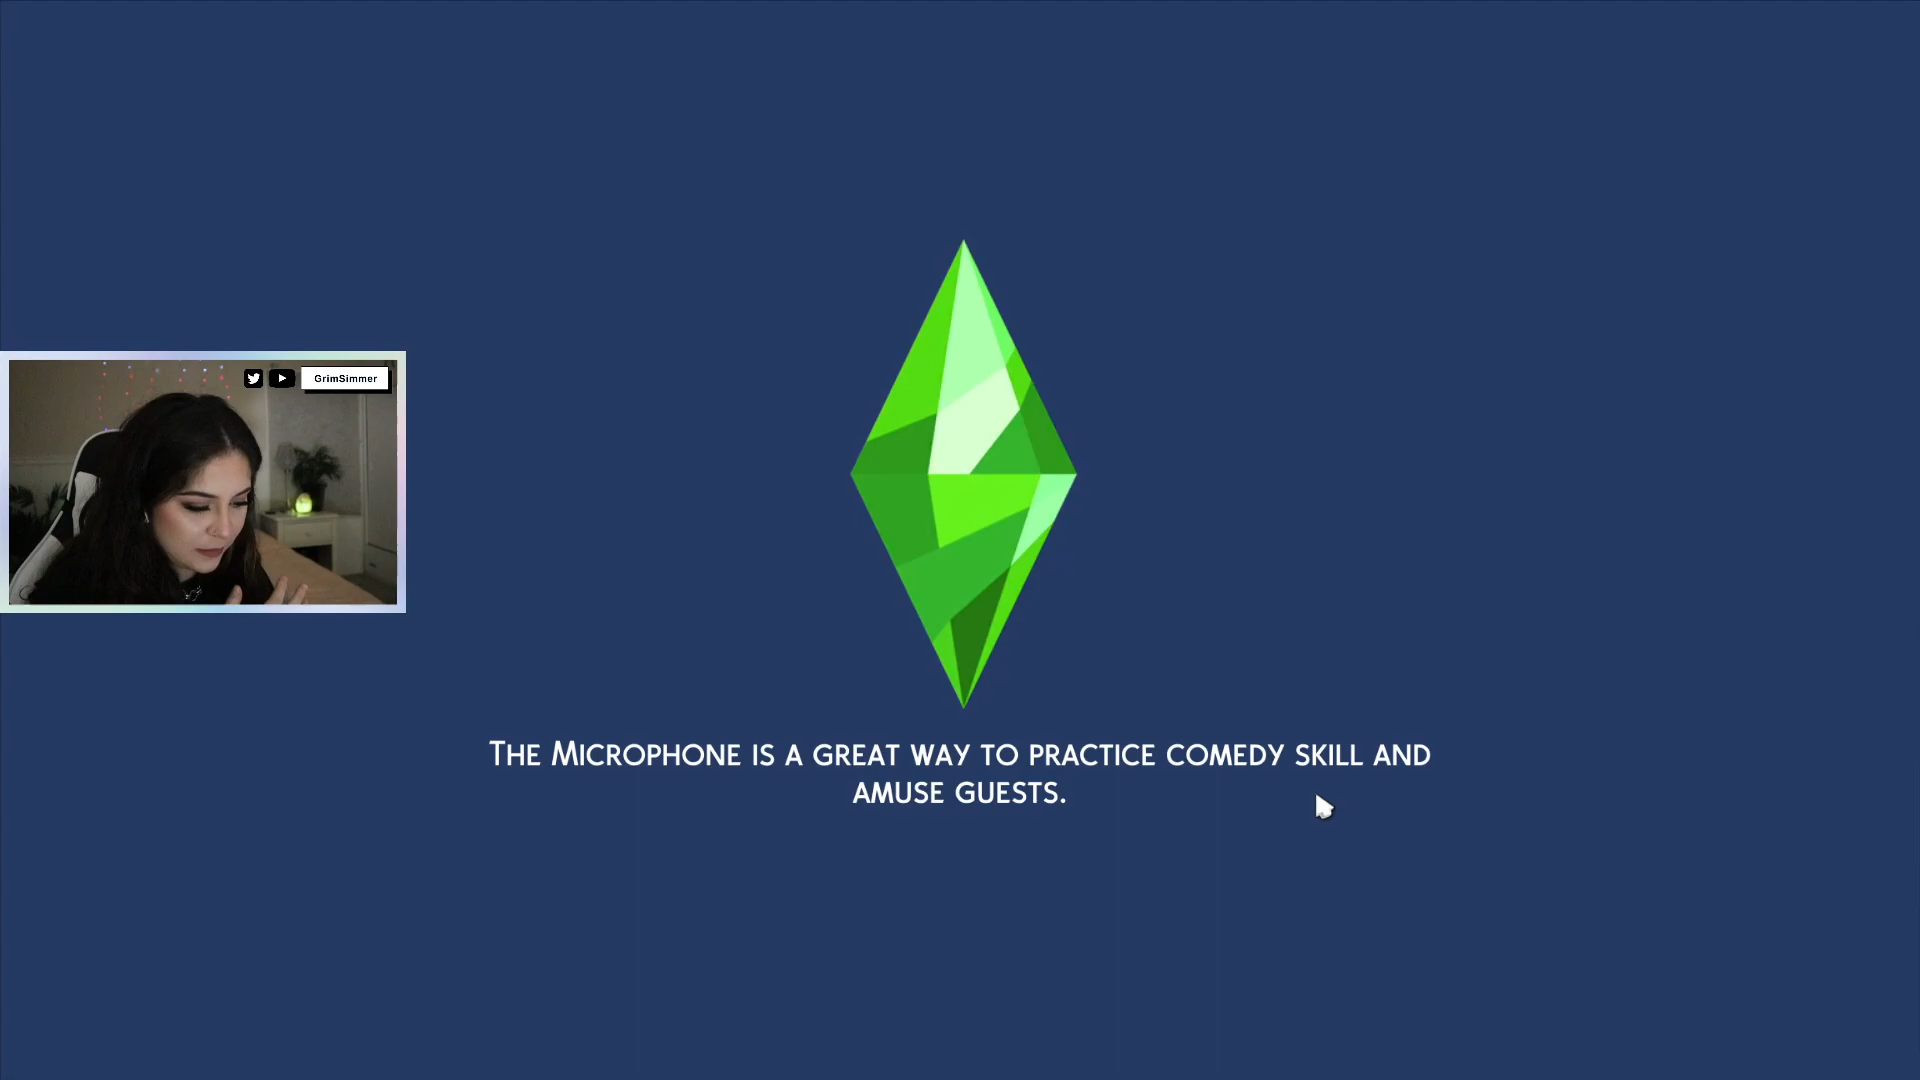 GrimSimmer
The Microphone is a great way to practice comedy skill and
amuse guests.